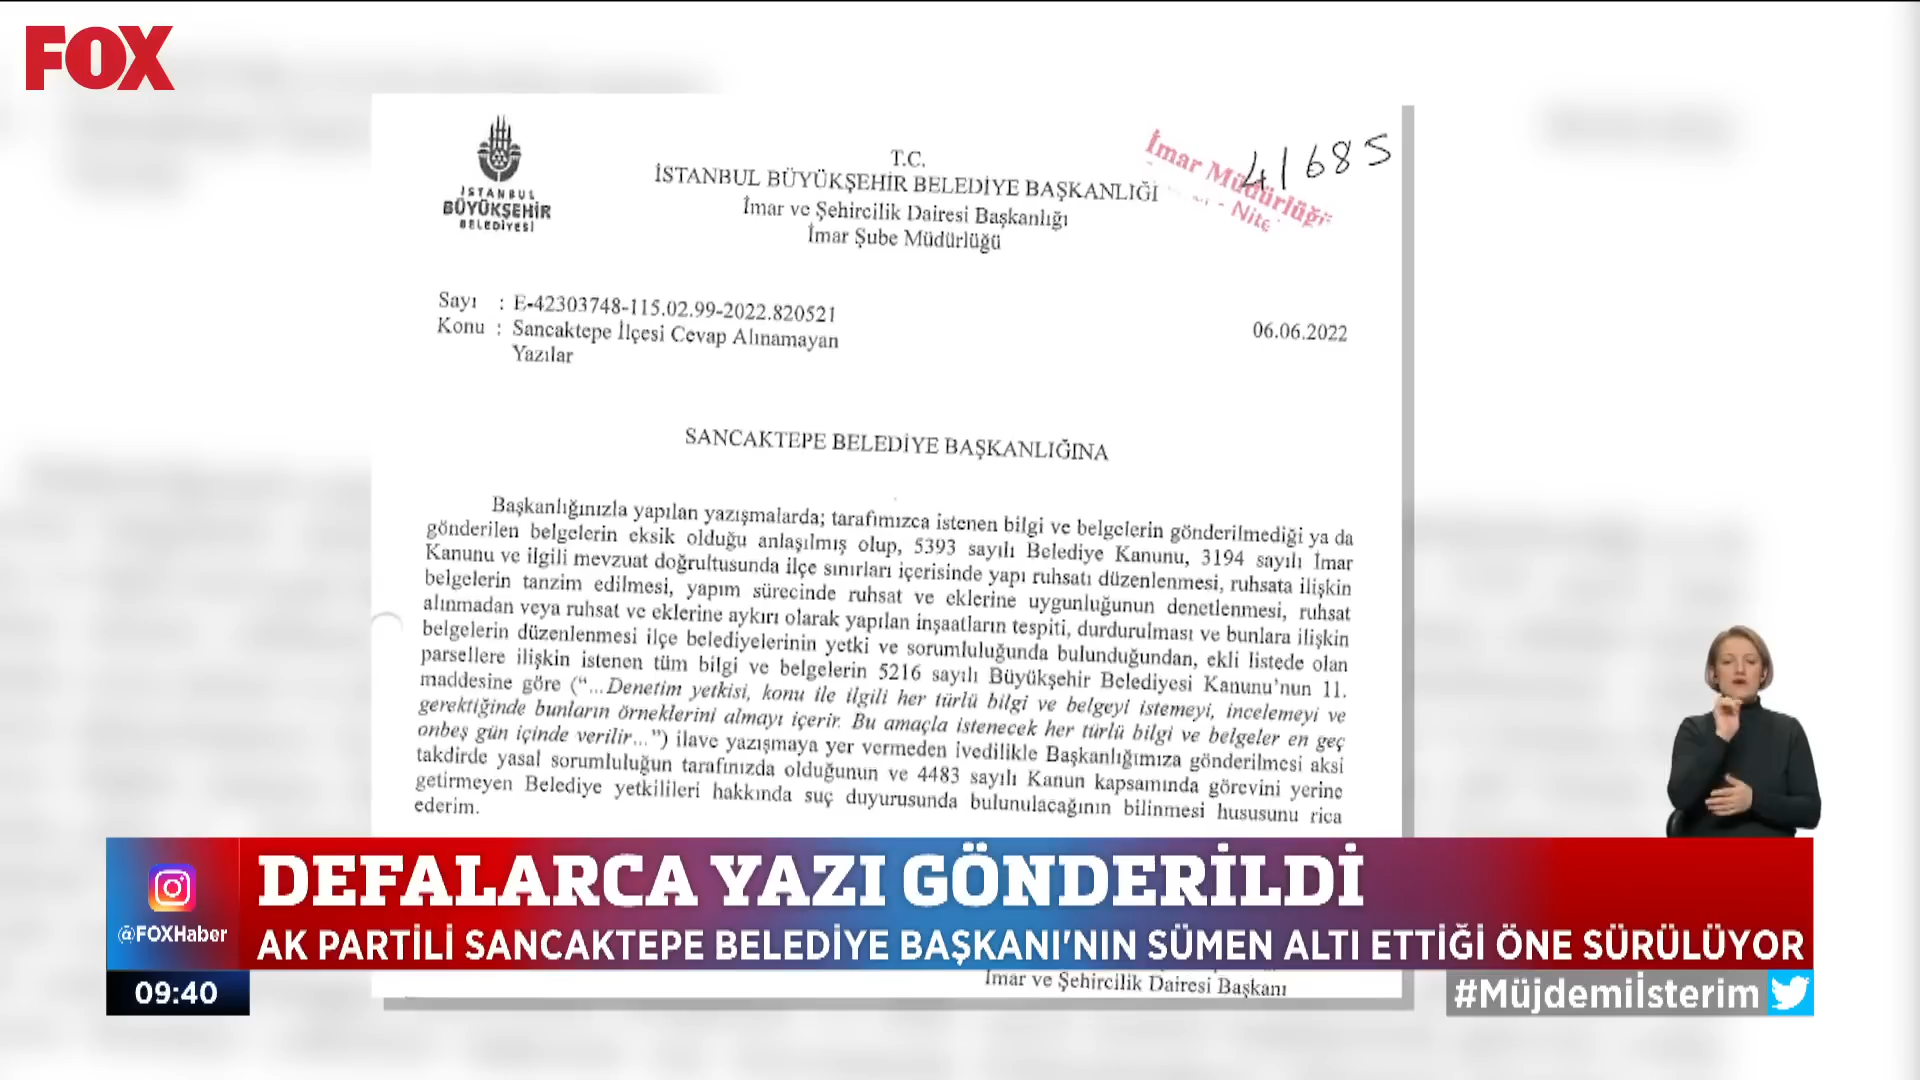 FOX
İSTANBUL
BÜYÜKŞEHİR
BELEDİYESİ
T.C.
İSTANBUL BÜYÜKŞEHİR BELEDİYE BAŞKANLIĞI
İmar ve Şehircilik Dairesi Başkanlığı
İmar Şube Müdürlüğü
İmar Müdürlüğü
41685
Sayı : E-42303748-115.02.99-2022.820521
Konu : Sancaktepe İlçesi Cevap Alınamayan
Yazılar
06.06.2022
SANCAKTEPE BELEDİYE BAŞKANLIĞINA
Başkanlığınızla yapılan yazışmalarda; tarafımızca istenen bilgi ve belgelerin gönderilmediği ya da
gönderilen belgelerin eksik olduğu anlaşılmış olup, 5393 sayılı Belediye Kanunu, 3194 sayılı İmar
Kanunu ve ilgili mevzuat doğrultusunda ilçe sınırları içerisinde yapı ruhsatı düzenlenmesi, ruhsata ilişkin
belgelerin tanzim edilmesi, yapım sürecinde ruhsat ve eklerine uygunluğunun denetlenmesi, ruhsat
alınmadan veya ruhsat ve eklerine aykırı olarak yapılan inşaatların tespiti, durdurulması ve bunlara ilişkin
belgelerin düzenlenmesi ilçe belediyelerinin yetki ve sorumluluğunda bulunduğundan, ekli listede olan
parsellere ilişkin istenen tüm bilgi ve belgelerin 5216 sayılı Büyükşehir Belediyesi Kanunu'nun 11.
maddesine göre ("...Denetim yetkisi, konu ile ilgili her türlü bilgi ve belgeyi istemeyi, incelemeyi ve
gerektiğinde bunların örneklerini almayı içerir. Bu amaçla istenecek her türlü bilgi ve belgeler en geç
onbeş gün içinde verilir...") ilave yazışmaya yer vermeden ivedilikle Başkanlığımıza gönderilmesi aksi
takdirde yasal sorumluluğun tarafınızda olduğunun ve 4483 sayılı Kanun kapsamında görevini yerine
getirmeyen Belediye yetkilileri hakkında suç duyurusunda bulunulacağının bilinmesi hususunu rica
ederim.
DEFALARCA YAZI GÖNDERİLDİ
@FOXHaber
AK PARTİLİ SANCAKTEPE BELEDİYE BAŞKANI'NIN SÜMEN ALTI ETTİĞİ ÖNE SÜRÜLÜYOR
İmar ve Şehircilik Dairesi Başkanı
09:40
#Müjdemiİsterim